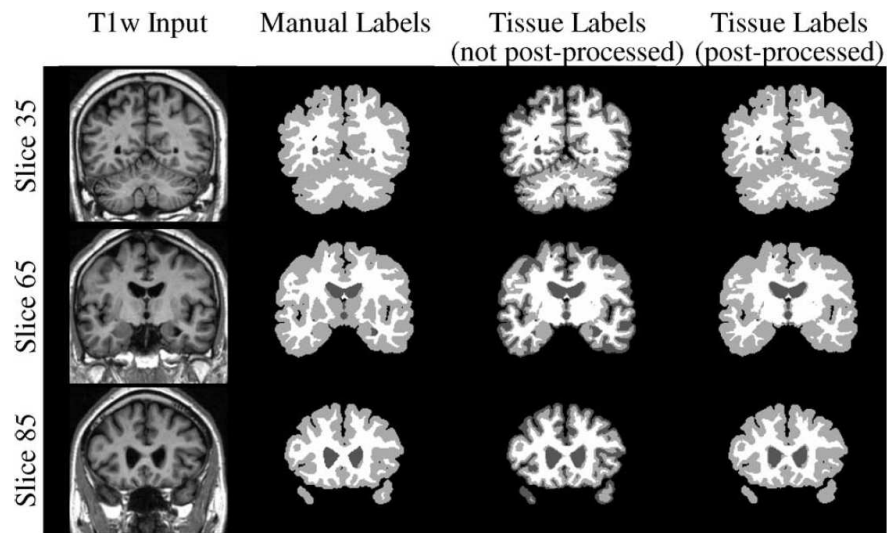 T1w Input
Manual Labels
Tissue Labels
(not post-processed)
Tissue Labels
(post-processed)
Slice 35
Slice 65
Slice 85